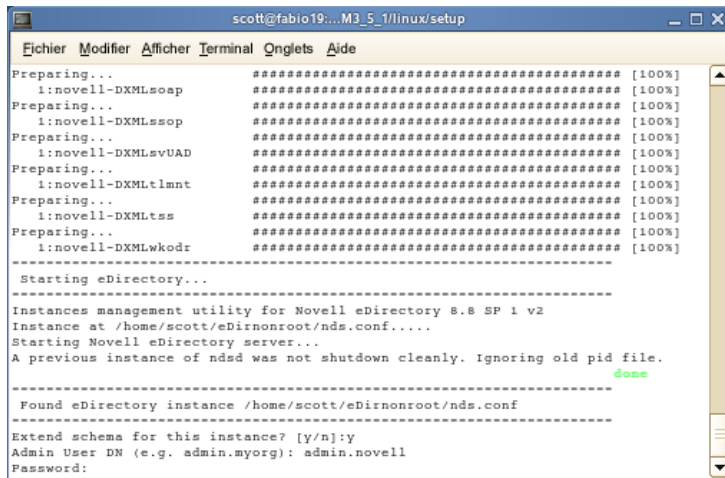 scott@fabio19:...M3_5_1/linux/setup
Fichier Modifier Afficher Terminal Onglets Aide
Preparing... ########################################### [100%]
1:novell-DXMLsoap ########################################### [100%]
Preparing... ########################################### [100%]
1:novell-DXMLssop ########################################### [100%]
Preparing... ########################################### [100%]
1:novell-DXMLsvUAD ########################################### [100%]
Preparing... ########################################### [100%]
1:novell-DXMLtlmnt ########################################### [100%]
Preparing... ########################################### [100%]
1:novell-DXMLtss ########################################### [100%]
Preparing... ########################################### [100%]
1:novell-DXMLwkodr ########################################### [100%]
----------------------------------------------------------------------
Starting eDirectory...
----------------------------------------------------------------------
Instances management utility for Novell eDirectory 8.8 SP 1 v2
Instance at /home/scott/eDirnonroot/nds.conf.....
Starting Novell eDirectory server...
A previous instance of ndsd was not shutdown cleanly. Ignoring old pid file.
done
----------------------------------------------------------------------
Found eDirectory instance /home/scott/eDirnonroot/nds.conf
----------------------------------------------------------------------
Extend schema for this instance? [y/n]:y
Admin User DN (e.g. admin.myorg): admin.novell
Password: